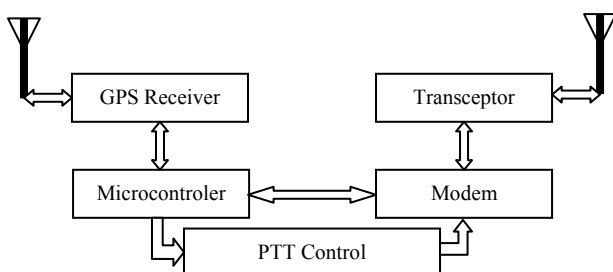 GPS Receiver
Transceptor
Microcontroler
Modem
PTT Control